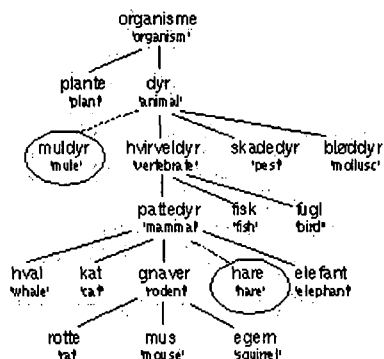 organisme
'organism'
plante dyr
'plant' 'animal'
muldyr hvirveldyr skadedyr bløddyr
'mule' 'vertebrate' 'pest' 'mollusc'
pattedyr fisk fugl
'mammal' 'fish' 'bird'
hval kat gnaver hare elefant
'whale' 'cat' 'rodent' 'hare' 'elephant'
rotte mus egern
'rat 'mouse' 'squirrel'